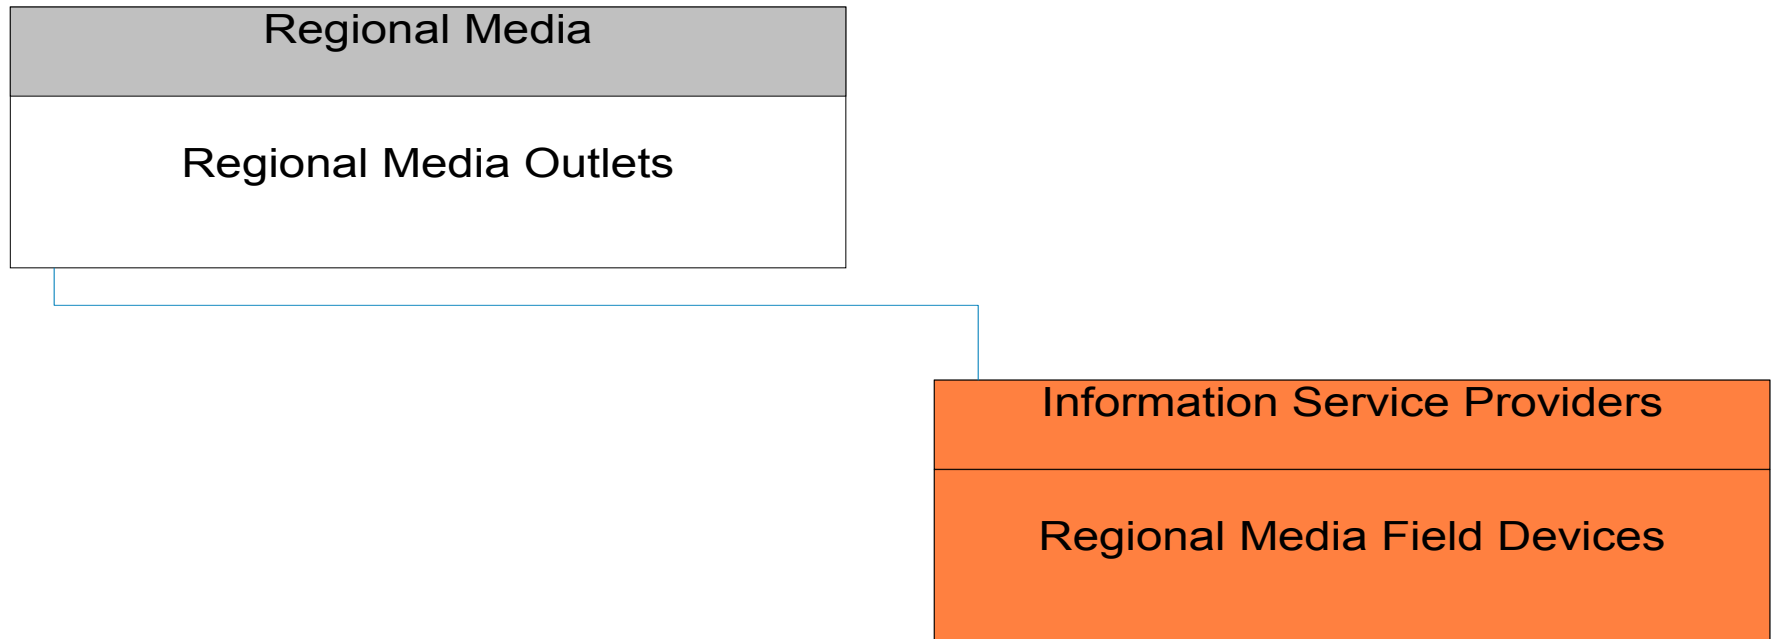 Regional Media
Regional Media Outlets
Information Service Providers
Regional Media Field Devices